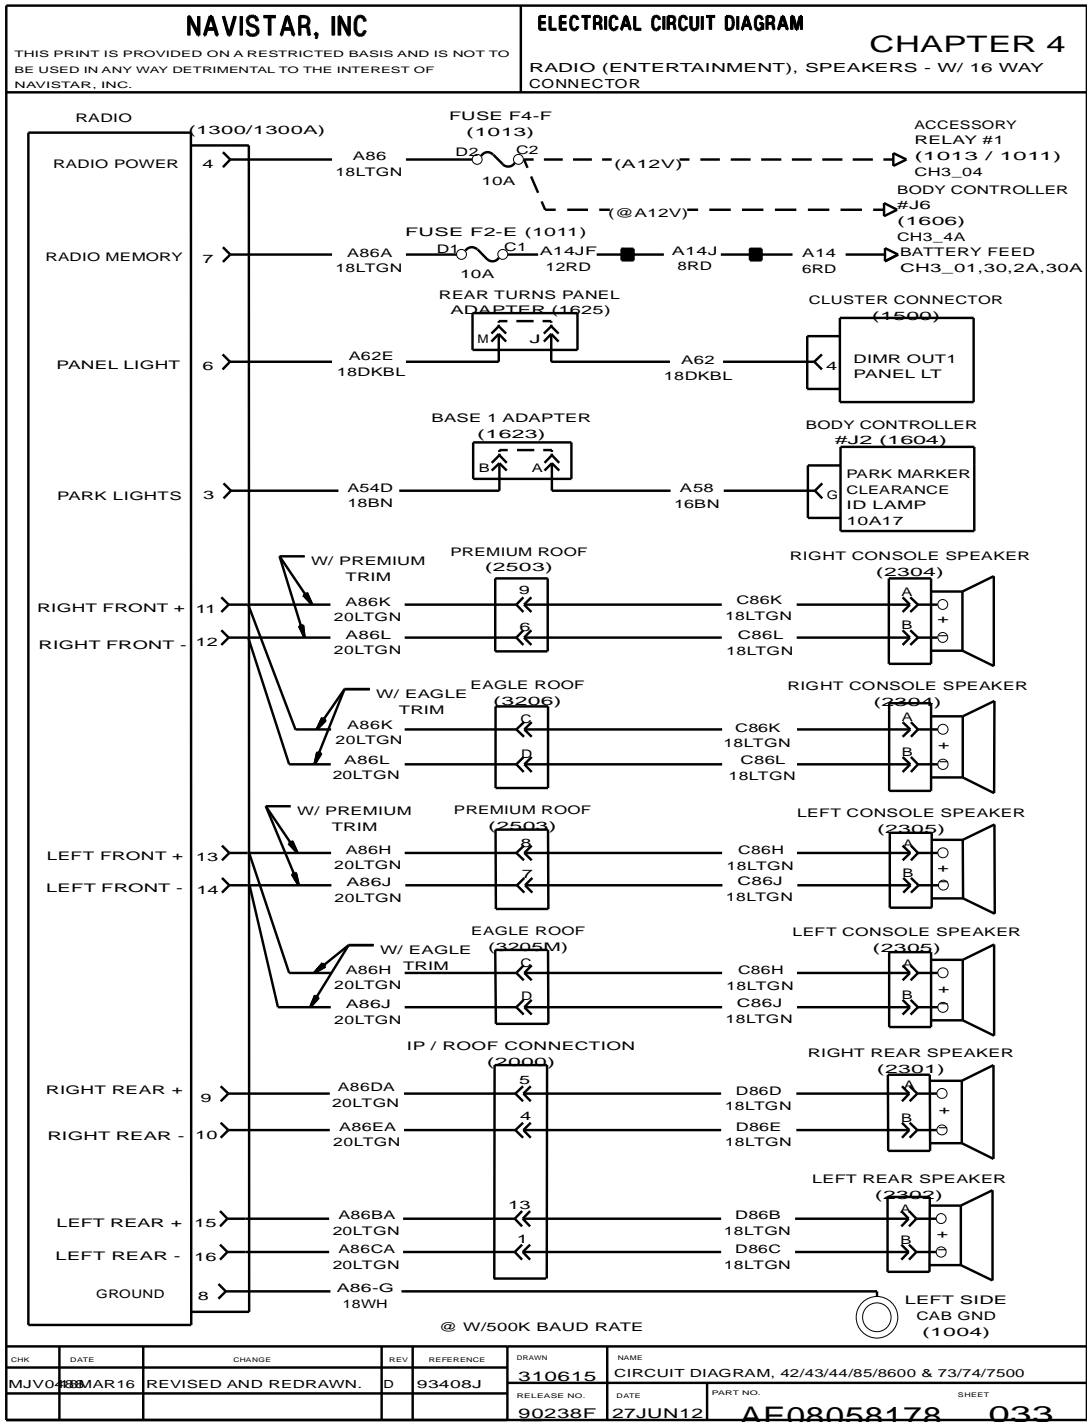 NAVISTAR, INC
THIS PRINT IS PROVIDED ON A RESTRICTED BASIS AND IS NOT TO
BE USED IN ANY WAY DETRIMENTAL TO THE INTEREST OF
NAVISTAR, INC.
ELECTRICAL CIRCUIT DIAGRAM
CHAPTER 4
RADIO (ENTERTAINMENT), SPEAKERS - W/ 16 WAY
CONNECTOR
RADIO
(1300/1300A)
FUSE F4-F
(1013)
ACCESSORY
RELAY #1
(1013 / 1011)
CH3_04
RADIO POWER 4 A86 D2 C2 (A12V)
18LTGN 10A
BODY CONTROLLER
#J6
(1606)
CH3_4A
(@A12V)
FUSE F2-E (1011)
RADIO MEMORY 7 A86A D1 C1 A14JF A14J A14 BATTERY FEED
18LTGN 10A 12RD 8RD 6RD CH3_01,30,2A,30A
REAR TURNS PANEL
ADAPTER (1625)
CLUSTER CONNECTOR
(1500)
M J
PANEL LIGHT 6 A62E A62 4 DIMR OUT1
18DKBL 18DKBL PANEL LT
BASE 1 ADAPTER
(1623)
BODY CONTROLLER
#J2 (1604)
B A
PARK LIGHTS 3 A54D A58 G PARK MARKER
18BN 16BN CLEARANCE
ID LAMP
10A17
W/ PREMIUM
TRIM
PREMIUM ROOF
(2503)
RIGHT CONSOLE SPEAKER
(2304)
RIGHT FRONT + 11 A86K 9 C86K A
20LTGN 18LTGN +
RIGHT FRONT - 12 A86L 6 C86L B
20LTGN 18LTGN
W/ EAGLE
TRIM
EAGLE ROOF
(3206)
RIGHT CONSOLE SPEAKER
(2304)
A86K C C86K A
20LTGN 18LTGN +
A86L D C86L B
20LTGN 18LTGN
W/ PREMIUM
TRIM
PREMIUM ROOF
(2503)
LEFT CONSOLE SPEAKER
(2305)
LEFT FRONT + 13 A86H 8 C86H A
20LTGN 18LTGN +
LEFT FRONT - 14 A86J 7 C86J B
20LTGN 18LTGN
W/ EAGLE
TRIM
EAGLE ROOF
(3205M)
LEFT CONSOLE SPEAKER
(2305)
A86H C C86H A
20LTGN 18LTGN +
A86J D C86J B
20LTGN 18LTGN
IP / ROOF CONNECTION
(2000)
RIGHT REAR SPEAKER
(2301)
RIGHT REAR + 9 A86DA 5 D86D A
20LTGN 18LTGN +
RIGHT REAR - 10 A86EA 4 D86E B
20LTGN 18LTGN
LEFT REAR SPEAKER
(2302)
LEFT REAR + 15 A86BA 13 D86B A
20LTGN 18LTGN +
LEFT REAR - 16 A86CA 1 D86C B
20LTGN 18LTGN
GROUND 8 A86-G
18WH
LEFT SIDE
CAB GND
(1004)
@ W/500K BAUD RATE
CHK DATE CHANGE REV REFERENCE
MAR16 REVISED AND REDRAWN. D 93408J
DRAWN
310615
NAME
CIRCUIT DIAGRAM, 42/43/44/85/8600 & 73/74/7500
RELEASE NO.
90238F
DATE
27JUN12
PART NO.
AE08058178
SHEET
033